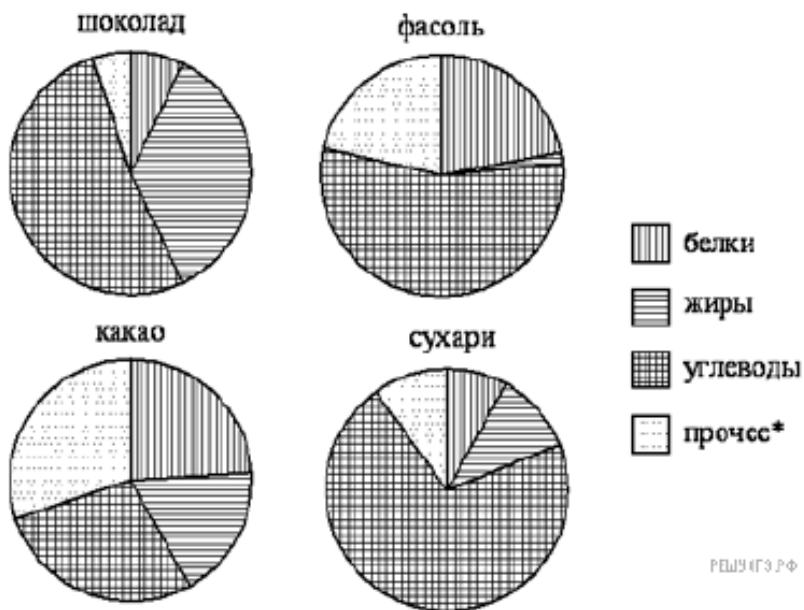 шоколад
фасоль
какао
сухари
белки
жиры
углеводы
прочее*
РЕШУОГЭ.РФ